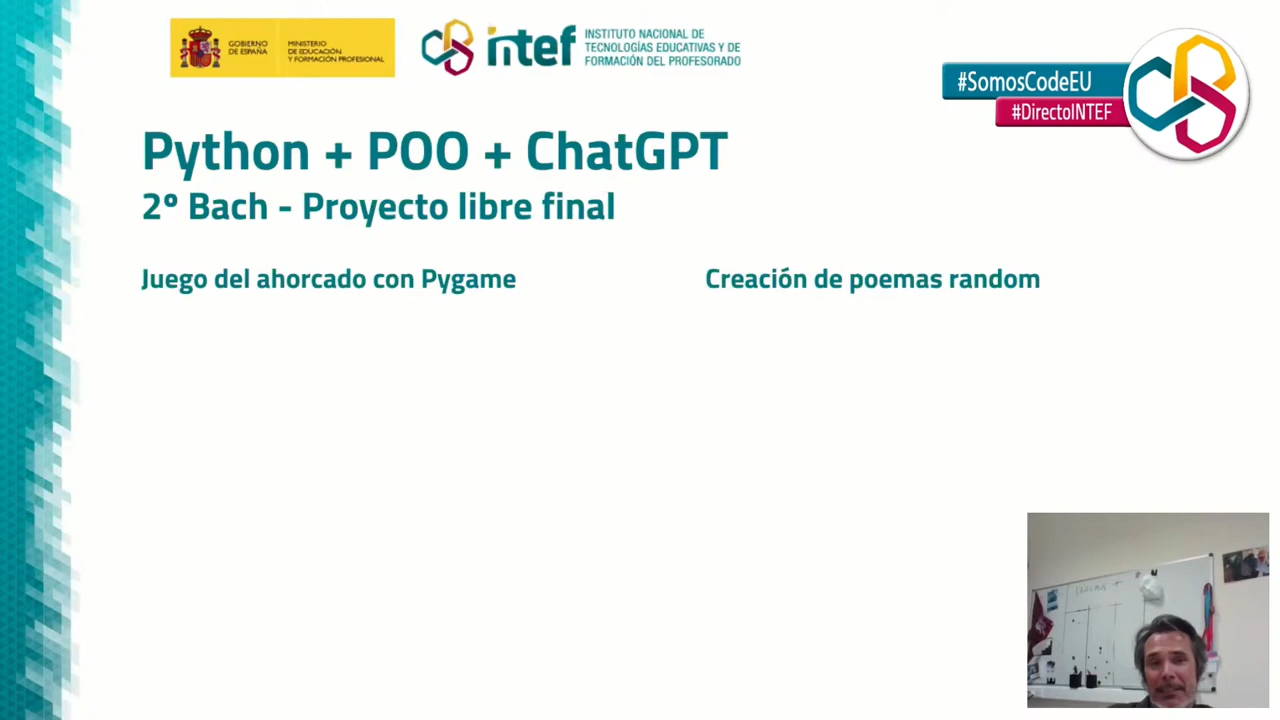 GOBIERNO
DE ESPAÑA
MINISTERIO
DE EDUCACIÓN
Y FORMACIÓN PROFESIONAL
intef
INSTITUTO NACIONAL DE
TECNOLOGÍAS EDUCATIVAS Y DE
FORMACIÓN DEL PROFESORADO
#SomosCodeEU
#DirectoINTEF
Python + POO + ChatGPT
2º Bach - Proyecto libre final
Juego del ahorcado con Pygame
Creación de poemas random